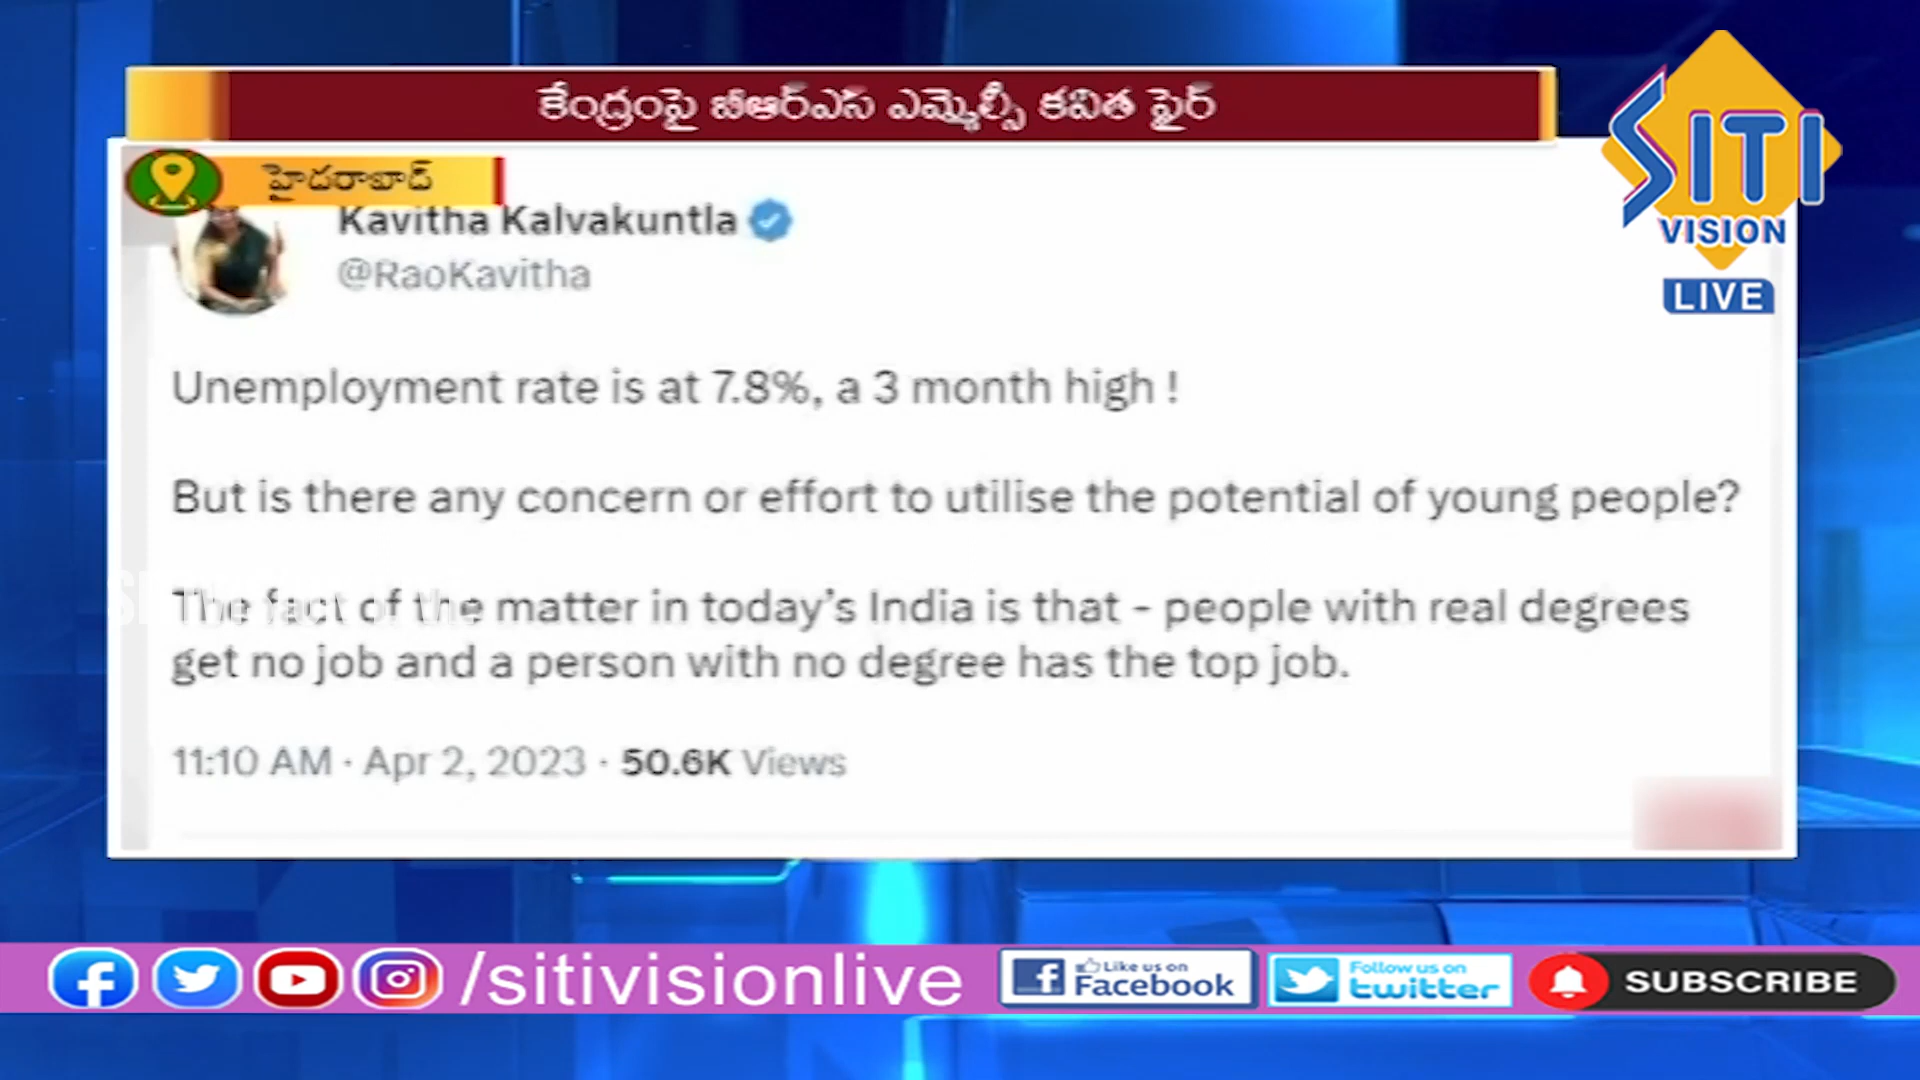 కేంద్రంపై బీఆర్ఎస్ ఎమ్మెల్సీ కవిత ఫైర్
SITI
VISION
LIVE
హైదరాబాద్
Kavitha Kalvakuntla
@RaoKavitha
Unemployment rate is at 7.8%, a 3 month high !
But is there any concern or effort to utilise the potential of young people?
The fact of the matter in today's India is that - people with real degrees
get no job and a person with no degree has the top job.
11:10 AM · Apr 2, 2023 · 50.6K Views
/sitivisionlive
Like us on
Facebook
Follow us on
twitter
SUBSCRIBE